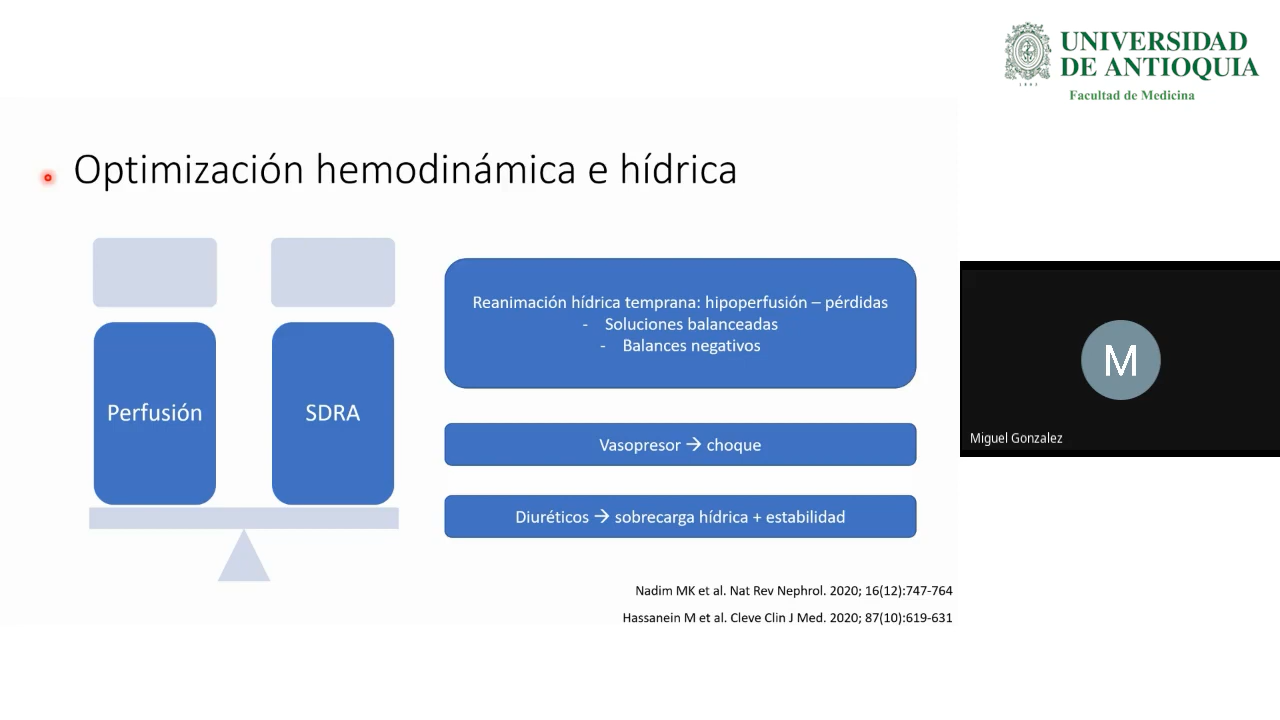 UNIVERSIDAD
DE ANTIOQUIA
1803
Facultad de Medicina
Optimización hemodinámica e hídrica
Perfusión
SDRA
Reanimación hídrica temprana: hipoperfusión – pérdidas
- Soluciones balanceadas
- Balances negativos
Vasopresor → choque
Diuréticos → sobrecarga hídrica + estabilidad
Nadim MK et al. Nat Rev Nephrol. 2020; 16(12):747-764
Hassanein M et al. Cleve Clin J Med. 2020; 87(10):619-631
M
Miguel Gonzalez